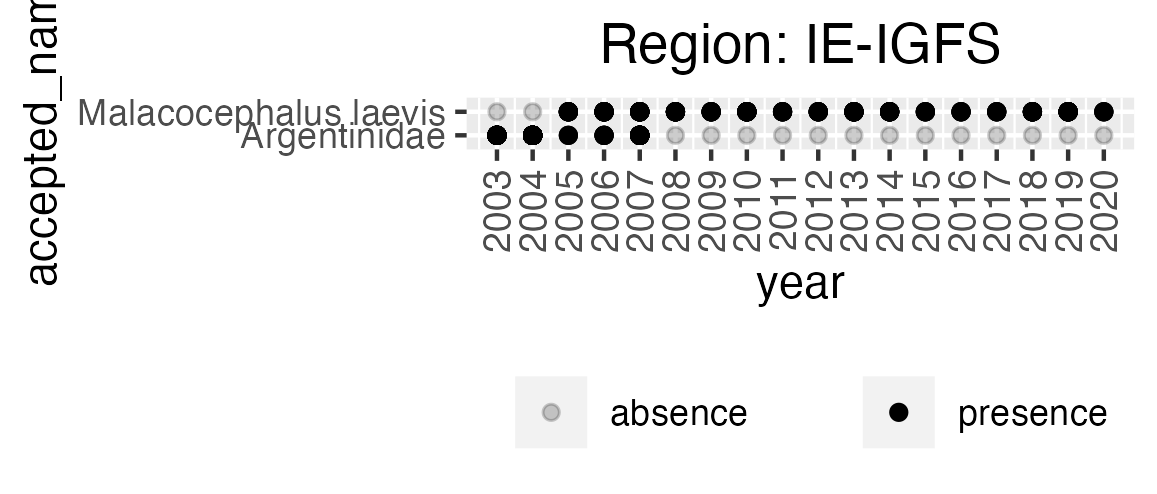 Region: IE-IGFS
accepted_nam
Malacocephalus laevis
Argentinidae
2003 2004 2005 2006 2007 2008 2009 2010 2011 2012 2013 2014 2015 2016 2017 2018 2019 2020
year
absence presence